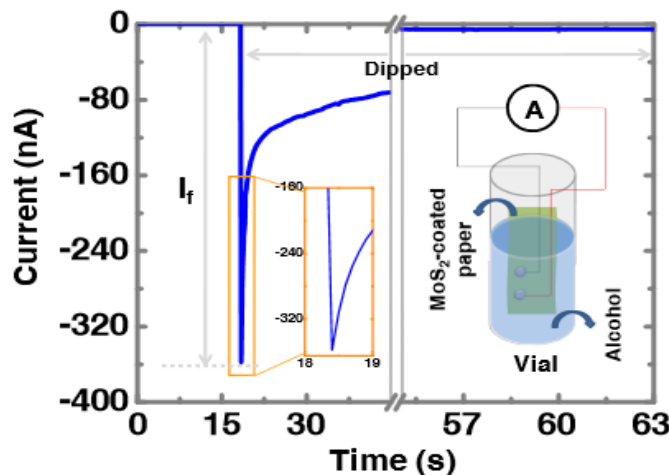 0
-80
-160
-240
-320
-400
Current (nA)
Dipped
I_f
-160
-240
-320
18
19
A
MoS₂-coated
paper
Alcohol
Vial
0
15
30
57
60
63
Time (s)